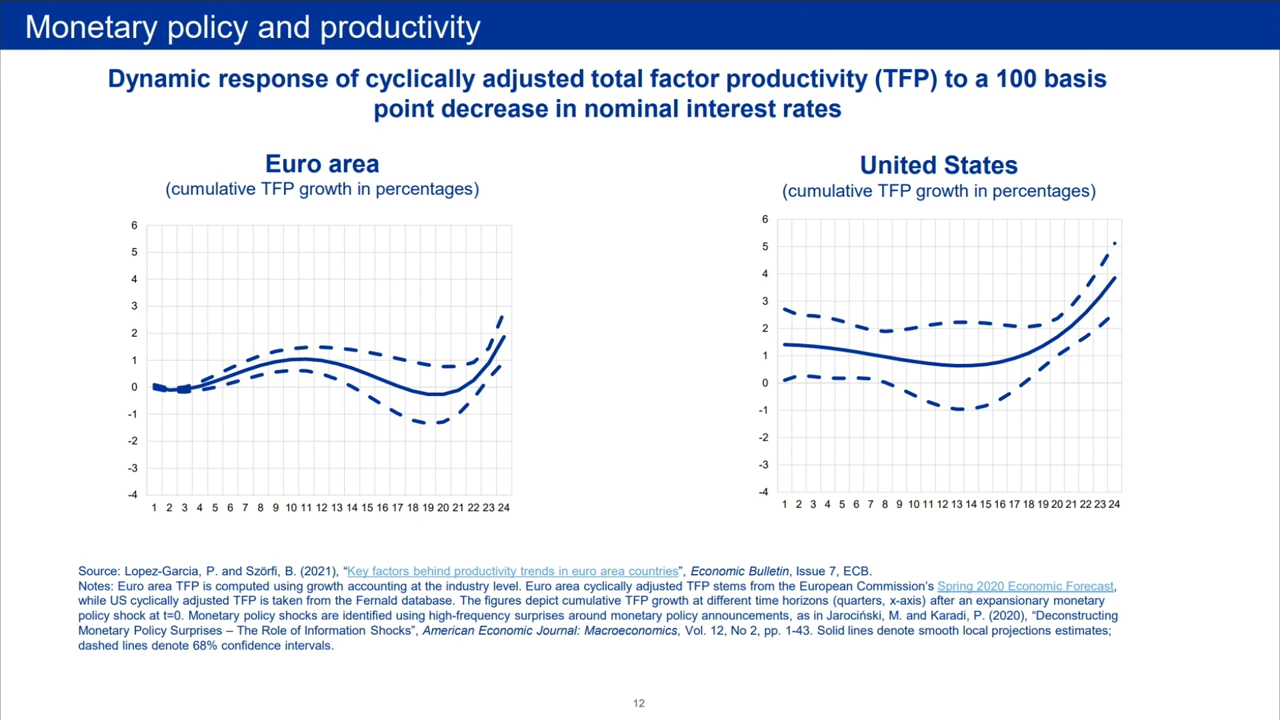 Monetary policy and productivity
Dynamic response of cyclically adjusted total factor productivity (TFP) to a 100 basis
point decrease in nominal interest rates
Euro area
(cumulative TFP growth in percentages)
6
5
4
3
2
1
0
-1
-2
-3
-4
1 2 3 4 5 6 7 8 9 10 11 12 13 14 15 16 17 18 19 20 21 22 23 24
United States
(cumulative TFP growth in percentages)
6
5
4
3
2
1
0
-1
-2
-3
-4
1 2 3 4 5 6 7 8 9 10 11 12 13 14 15 16 17 18 19 20 21 22 23 24
Source: Lopez-Garcia, P. and Szörfi, B. (2021), “Key factors behind productivity trends in euro area countries”, Economic Bulletin, Issue 7, ECB.
Notes: Euro area TFP is computed using growth accounting at the industry level. Euro area cyclically adjusted TFP stems from the European Commission’s Spring 2020 Economic Forecast,
while US cyclically adjusted TFP is taken from the Fernald database. The figures depict cumulative TFP growth at different time horizons (quarters, x-axis) after an expansionary monetary
policy shock at t=0. Monetary policy shocks are identified using high-frequency surprises around monetary policy announcements, as in Jarociński, M. and Karadi, P. (2020), “Deconstructing
Monetary Policy Surprises – The Role of Information Shocks”, American Economic Journal: Macroeconomics, Vol. 12, No 2, pp. 1-43. Solid lines denote smooth local projections estimates;
dashed lines denote 68% confidence intervals.
12